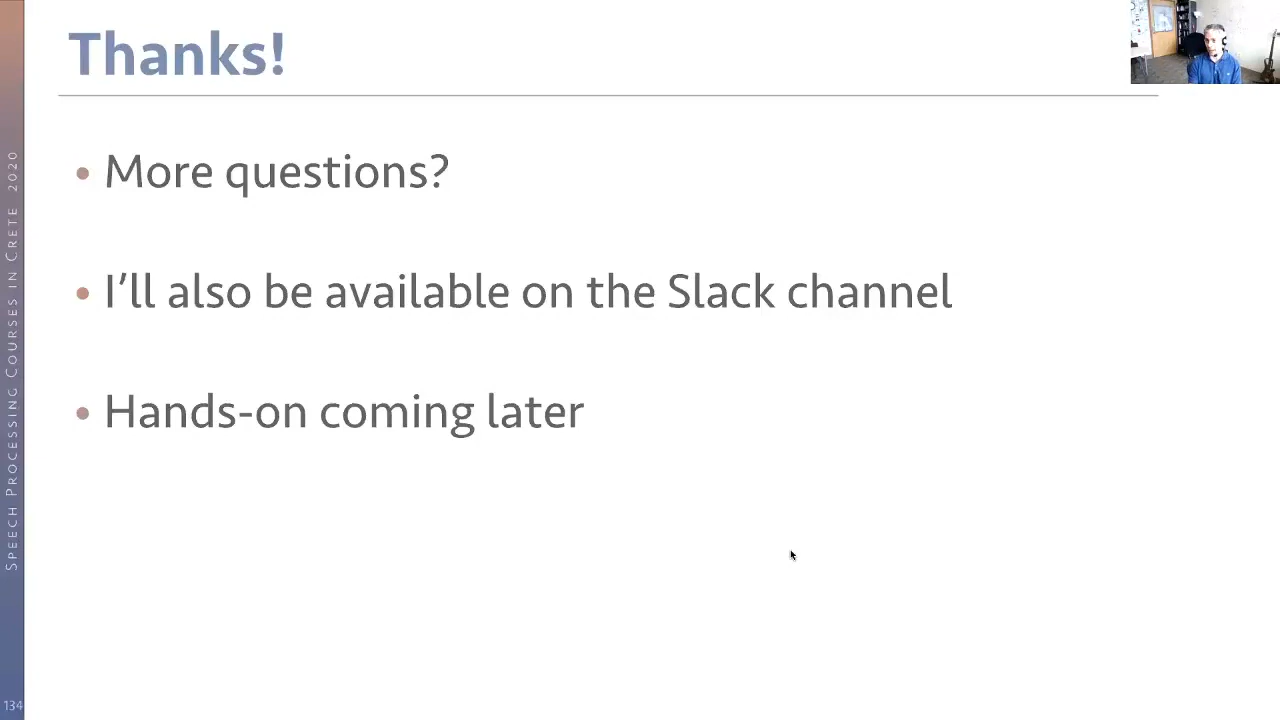 Thanks!
• More questions?
• I'll also be available on the Slack channel
• Hands-on coming later
Speech Processing Courses in Crete 2020
134